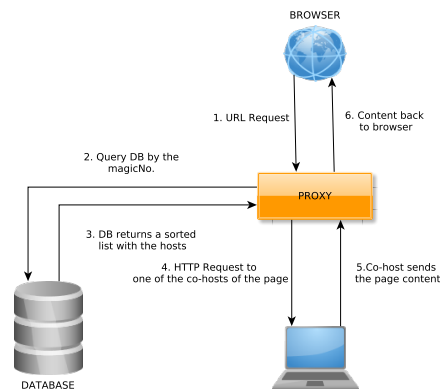 BROWSER
1. URL Request
6. Content back
to browser
2. Query DB by the
magicNo.
PROXY
3. DB returns a sorted
list with the hosts
4. HTTP Request to
one of the co-hosts of the page
5.Co-host sends
the page content
DATABASE